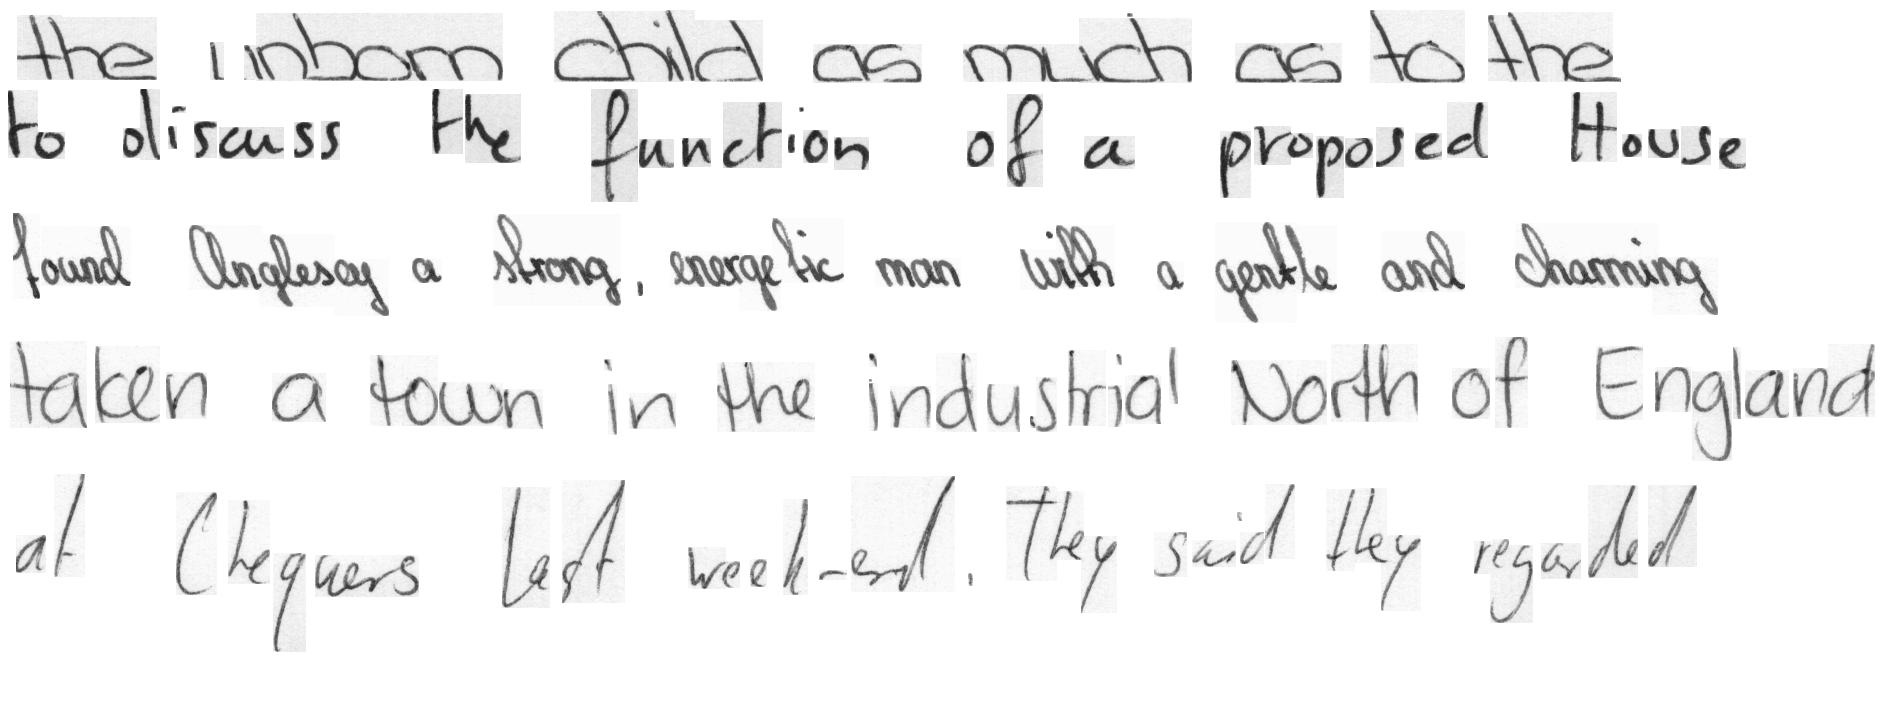 the unborn child as much as to the
to discuss the function of a proposed House
found Anglesey a strong, energetic man with a gentle and charming
taken a town in the industrial North of England
at Chequers last week-end. They said they regarded